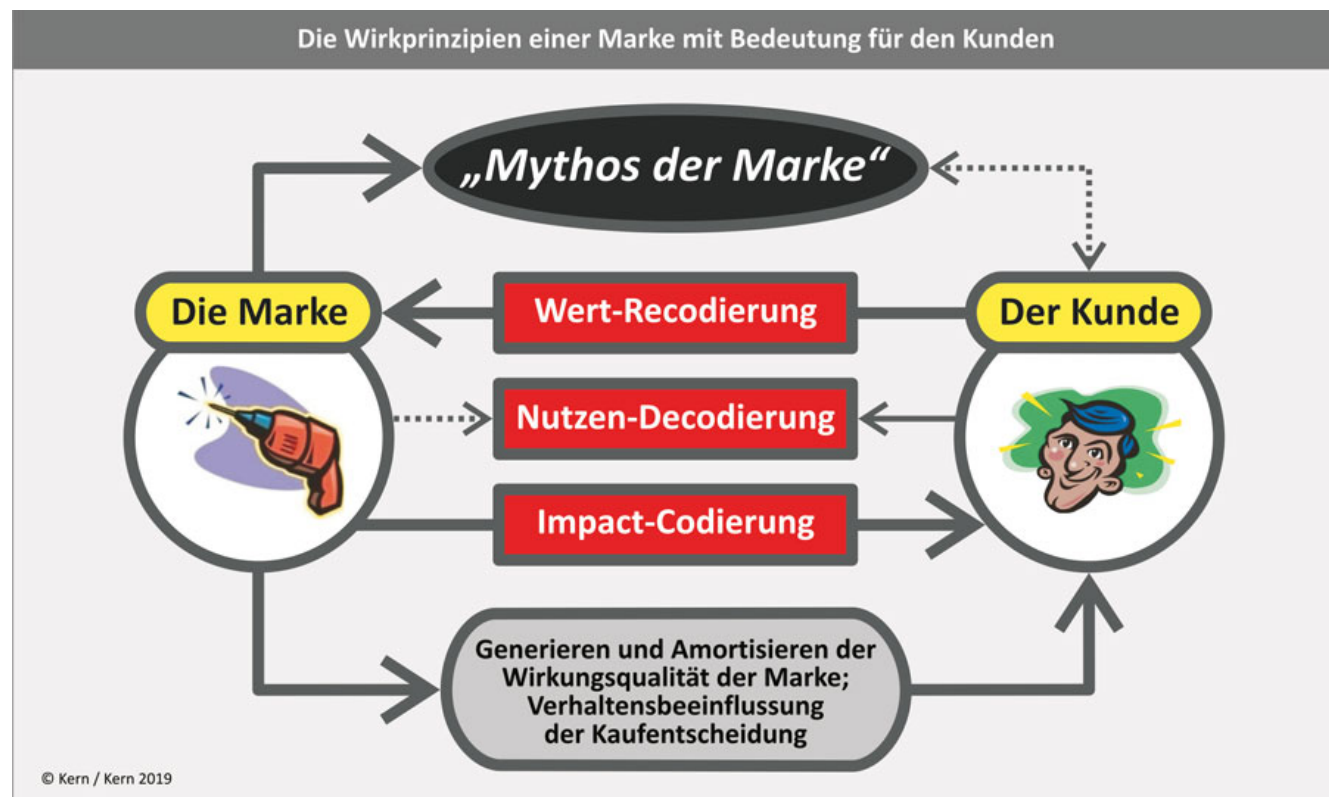 Die Wirkprinzipien einer Marke mit Bedeutung für den Kunden
„Mythos der Marke“
Die Marke
Wert-Recodierung
Der Kunde
Nutzen-Decodierung
Impact-Codierung
Generieren und Amortisieren der
Wirkungsqualität der Marke;
Verhaltensbeeinflussung
der Kaufentscheidung
© Kern / Kern 2019